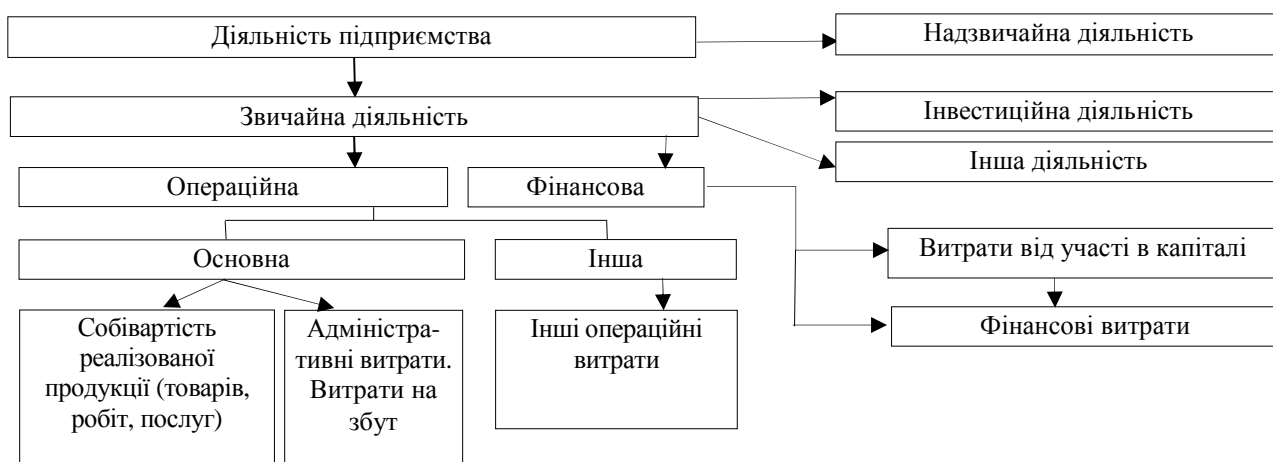 Діяльність підприємства
Надзвичайна діяльність
Звичайна діяльність
Інвестиційна діяльність
Інша діяльність
Операційна
Фінансова
Основна
Інша
Витрати від участі в капіталі
Фінансові витрати
Собівартість
реалізованої
продукції (товарів,
робіт, послуг)
Адміністра-
тивні витрати.
Витрати на
збут
Інші операційні
витрати